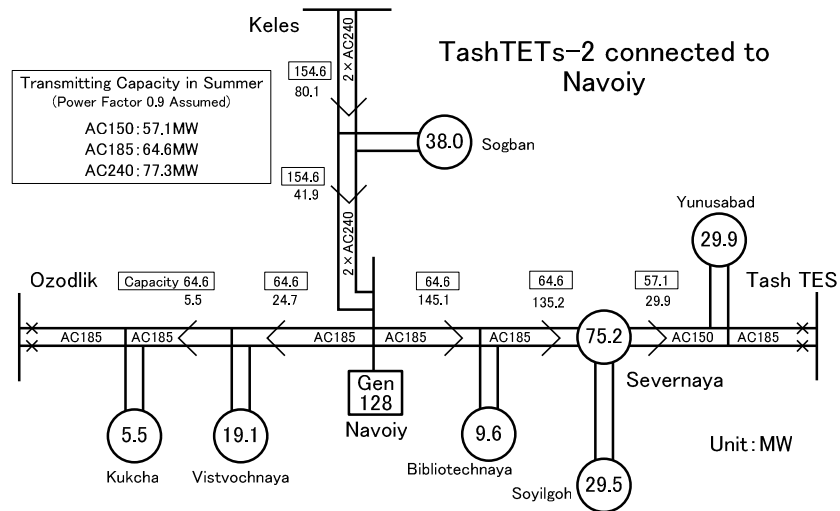 Keles
TashTETs-2 connected to
Navoiy
Transmitting Capacity in Summer
(Power Factor 0.9 Assumed)
AC150:57.1MW
AC185:64.6MW
AC240:77.3MW
2×AC240
154.6
80.1
38.0
Sogban
154.6
41.9
2×AC240
Yunusabad
29.9
Ozodlik
Capacity 64.6
5.5
64.6
24.7
64.6
145.1
64.6
135.2
57.1
29.9
Tash TES
AC185
AC185
AC185
AC185
AC185
75.2
AC150
AC185
Severnaya
Gen
128
Navoiy
5.5
Kukcha
19.1
Vistvochnaya
9.6
Bibliotechnaya
29.5
Soyilgoh
Unit:MW